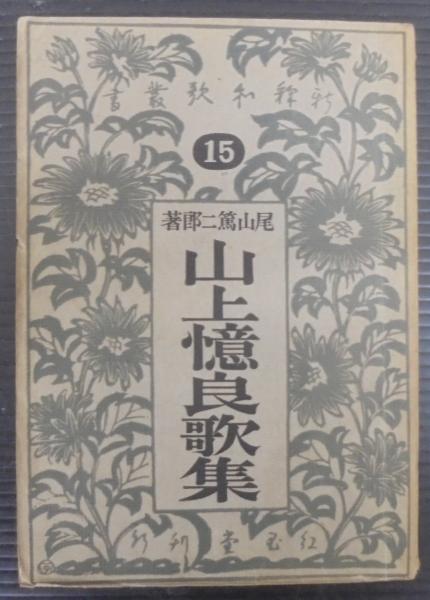 新釋和歌叢書
15
尾山篤二郎著
山上憶良歌集
紅玉堂刊行